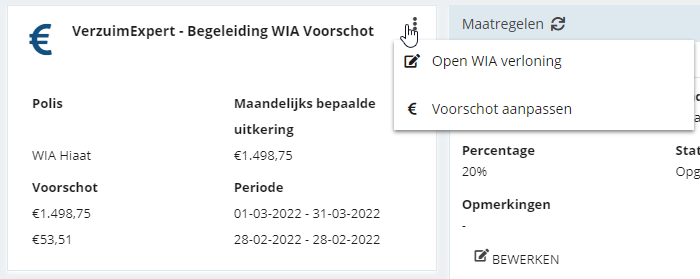 € VerzuimExpert - Begeleiding WIA Voorschot
Polis Maandelijks bepaalde
uitkering
WIA Hiaat €1.498,75
Voorschot Periode
€1.498,75 01-03-2022 - 31-03-2022
€53,51 28-02-2022 - 28-02-2022
Maatregelen
Open WIA verloning
€ Voorschot aanpassen
Percentage Stat
20% Opg
Opmerkingen
-
BEWERKEN